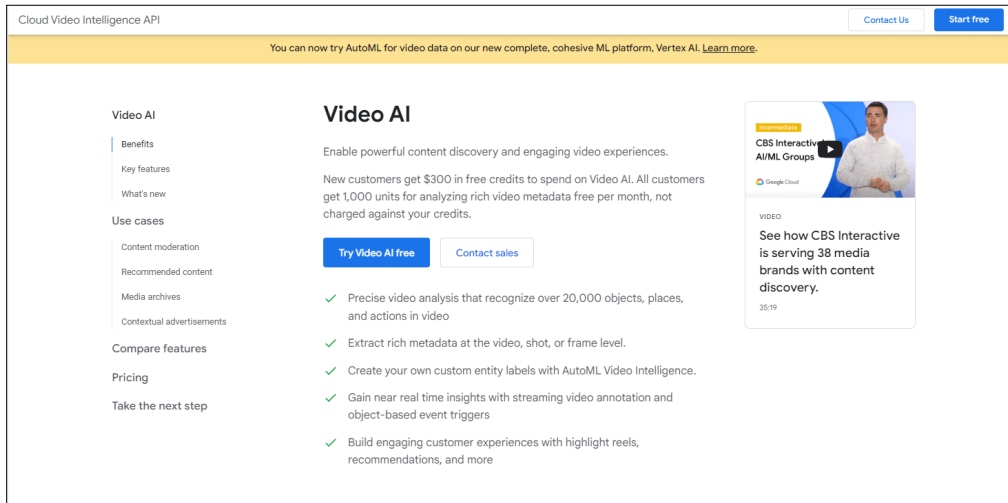 Cloud Video Intelligence API
Contact Us
Start free
You can now try AutoML for video data on our new complete, cohesive ML platform, Vertex AI. Learn more.
Video AI
Benefits
Key features
What's new
Use cases
Content moderation
Recommended content
Media archives
Contextual advertisements
Compare features
Pricing
Take the next step
Video AI
Enable powerful content discovery and engaging video experiences.
New customers get $300 in free credits to spend on Video AI. All customers
get 1,000 units for analyzing rich video metadata free per month, not
charged against your credits.
Try Video AI free
Contact sales
Precise video analysis that recognize over 20,000 objects, places,
and actions in video
Extract rich metadata at the video, shot, or frame level.
Create your own custom entity labels with AutoML Video Intelligence.
Gain near real time insights with streaming video annotation and
object-based event triggers
Build engaging customer experiences with highlight reels,
recommendations, and more
Intermediate
CBS Interactive
AI/ML Groups
Google Cloud
VIDEO
See how CBS Interactive
is serving 38 media
brands with content
discovery.
35:19